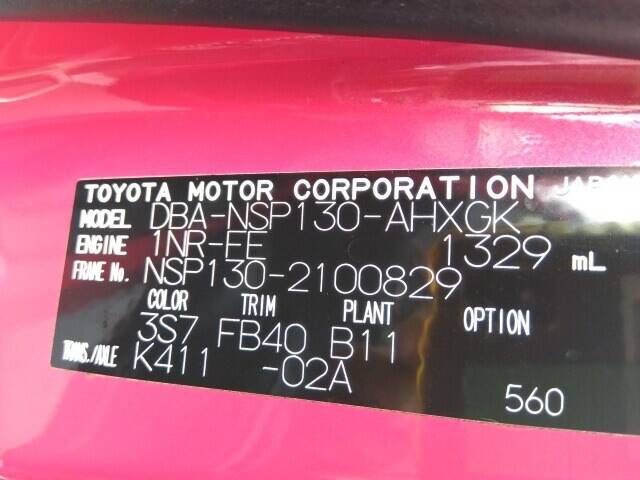 TOYOTA MOTOR CORPORATION JAPAN
MODEL DBA-NSP130-AHXGK
ENGINE 1NR-FE 1329 mL
FRAME No. NSP130-2100829
COLOR TRIM PLANT OPTION
3S7 FB40 B11
TRANS./AXLE K411 -02A
560